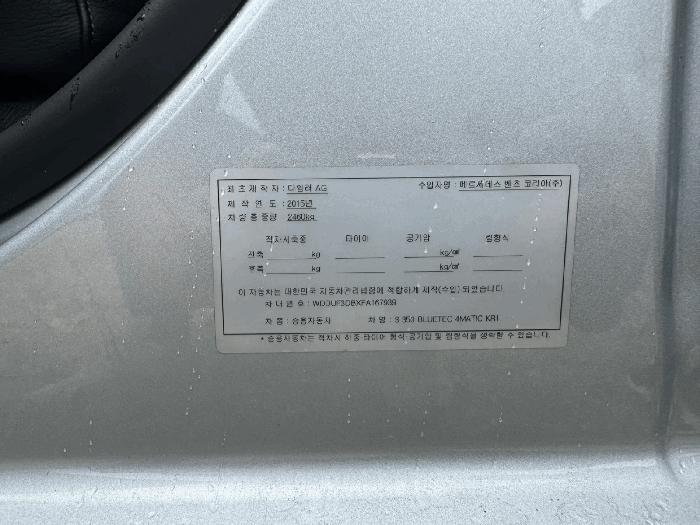 최초제작자 : 다임러 AG 수입자명 : 메르세데스 벤츠 코리아(주)
제 작 연 도 : 2015년
차량총중량 : 2460kg
적차시축중 타이어 공기압 림형식
전축 kg kg/㎠
후축 kg kg/㎠
이 자동차는 대한민국 자동차관리법령에 적합하게 제작(수입) 되었습니다
차 대 번 호 : WDDUF3DBXFA167939
차 종 : 승용자동차 차 명 : S 350 BLUETEC 4MATIC KR1
* 승용자동차는 적차시 하중 타이어 형식 공기압 및 림형식을 생략할 수 있습니다.